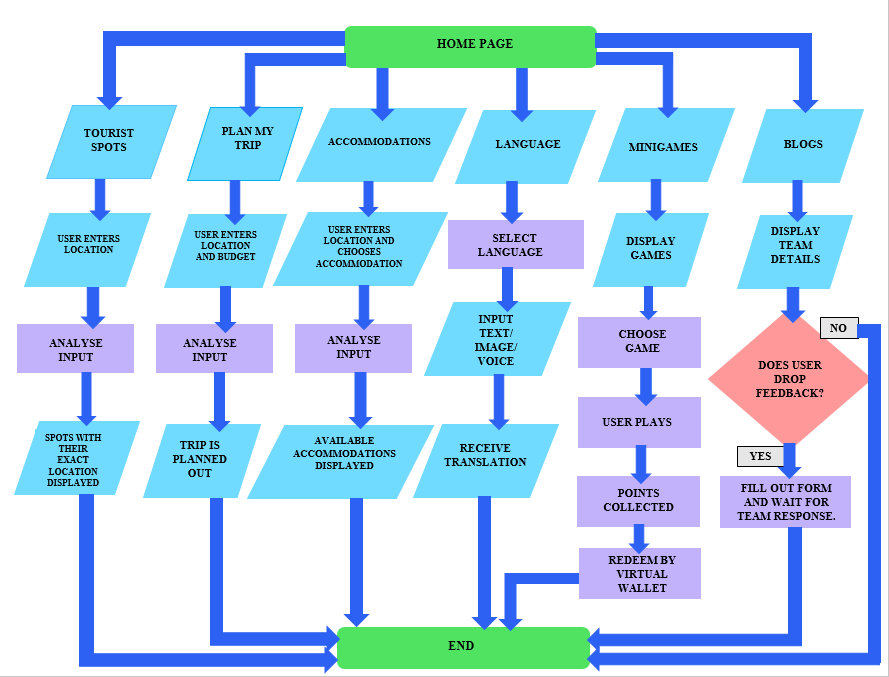 HOME PAGE
TOURIST
SPOTS
PLAN MY
TRIP
ACCOMMODATIONS
LANGUAGE
MINIGAMES
BLOGS
USER ENTERS
LOCATION
USER ENTERS
LOCATION
AND BUDGET
USER ENTERS
LOCATION AND
CHOOSES
ACCOMMODATION
SELECT
LANGUAGE
DISPLAY
GAMES
DISPLAY
TEAM
DETAILS
ANALYSE
INPUT
ANALYSE
INPUT
ANALYSE
INPUT
INPUT
TEXT/
IMAGE/
VOICE
CHOOSE
GAME
NO
DOES USER
DROP
FEEDBACK?
SPOTS WITH
THEIR
EXACT
LOCATION
DISPLAYED
TRIP IS
PLANNED
OUT
AVAILABLE
ACCOMMODATIONS
DISPLAYED
RECEIVE
TRANSLATION
USER PLAYS
YES
POINTS
COLLECTED
FILL OUT FORM
AND WAIT FOR
TEAM RESPONSE.
REDEEM BY
VIRTUAL
WALLET
END